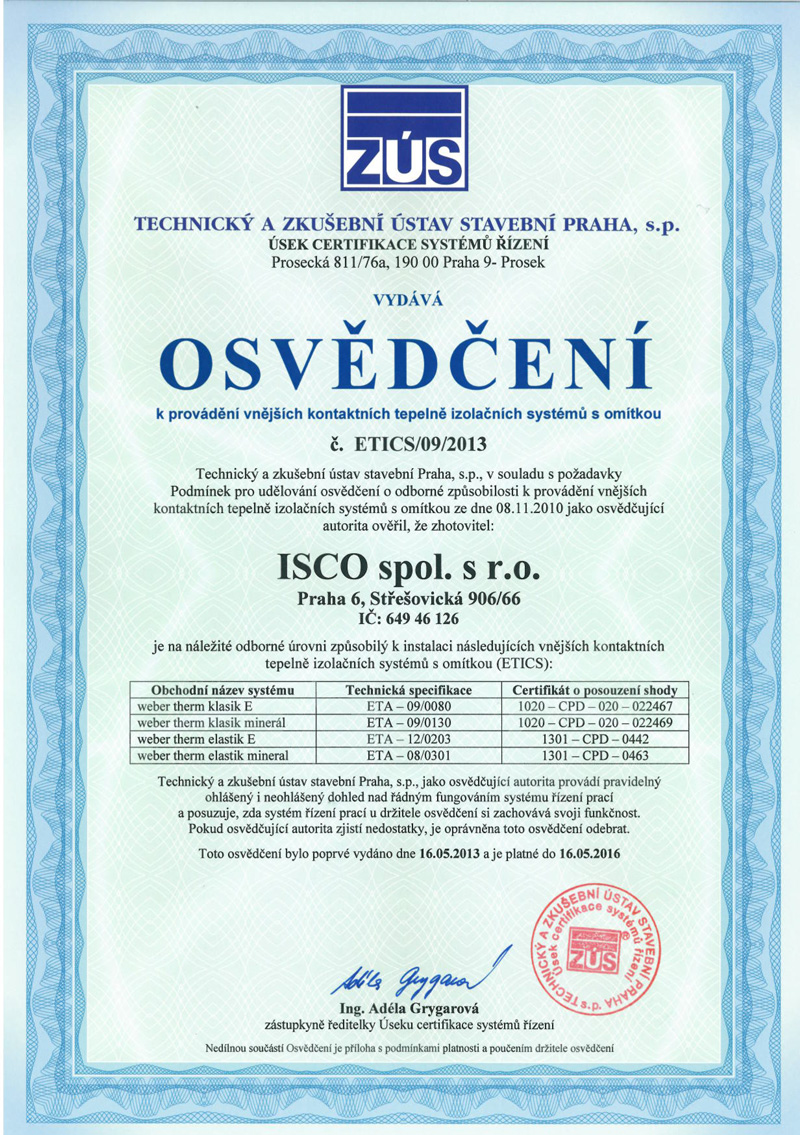 ZÚS
TECHNICKÝ A ZKUŠEBNÍ ÚSTAV STAVEBNÍ PRAHA, s.p.
ÚSEK CERTIFIKACE SYSTÉMŮ ŘÍZENÍ
Prosecká 811/76a, 190 00 Praha 9- Prosek
VYDÁVÁ
OSVĚDČENÍ
k provádění vnějších kontaktních tepelně izolačních systémů s omítkou
č. ETICS/09/2013
Technický a zkušební ústav stavební Praha, s.p., v souladu s požadavky
Podmínek pro udělování osvědčení o odborné způsobilosti k provádění vnějších
kontaktních tepelně izolačních systémů s omítkou ze dne 08.11.2010 jako osvědčující
autorita ověřil, že zhotovitel:
ISCO spol. s r.o.
Praha 6, Střešovická 906/66
IČ: 649 46 126
je na náležité odborné úrovni způsobilý k instalaci následujících vnějších kontaktních
tepelně izolačních systémů s omítkou (ETICS):
Obchodní název systému Technická specifikace Certifikát o posouzení shody
weber therm klasik E ETA – 09/0080 1020 – CPD – 020 – 022467
weber therm klasik minerál ETA – 09/0130 1020 – CPD – 020 – 022469
weber therm elastik E ETA – 12/0203 1301 – CPD – 0442
weber therm elastik mineral ETA – 08/0301 1301 – CPD – 0463
Technický a zkušební ústav stavební Praha, s.p., jako osvědčující autorita provádí pravidelný
ohlášený i neohlášený dohled nad řádným fungováním systému řízení prací
a posuzuje, zda systém řízení prací u držitele osvědčení si zachovává svoji funkčnost.
Pokud osvědčující autorita zjistí nedostatky, je oprávněna toto osvědčení odebrat.
Toto osvědčení bylo poprvé vydáno dne 16.05.2013 a je platné do 16.05.2016
TECHNICKÝ A ZKUŠEBNÍ ÚSTAV STAVEBNÍ PRAHA s.p.
Úsek certifikace systémů řízení
ZÚS ®
Adéla Grygarová
Ing. Adéla Grygarová
zástupkyně ředitelky Úseku certifikace systémů řízení
Nedílnou součástí Osvědčení je příloha s podmínkami platnosti a poučením držitele osvědčení